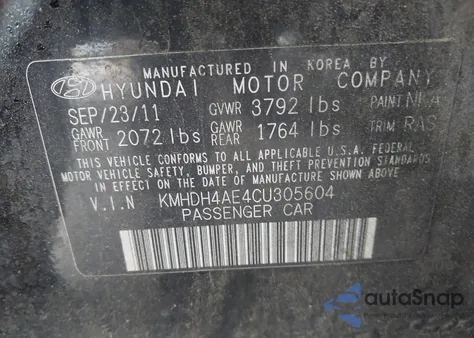 MANUFACTURED IN KOREA BY
HYUNDAI MOTOR COMPANY
SEP/23/11 GVWR 3792 lbs PAINT NKA
GAWR FRONT 2072 lbs GAWR REAR 1764 lbs TRIM RAS
THIS VEHICLE CONFORMS TO ALL APPLICABLE U.S.A. FEDERAL
MOTOR VEHICLE SAFETY, BUMPER, AND THEFT PREVENTION STANDARDS
IN EFFECT ON THE DATE OF MANUFACTURE SHOWN ABOVE
V.I.N KMHDH4AE4CU305604
PASSENGER CAR
autoSnap